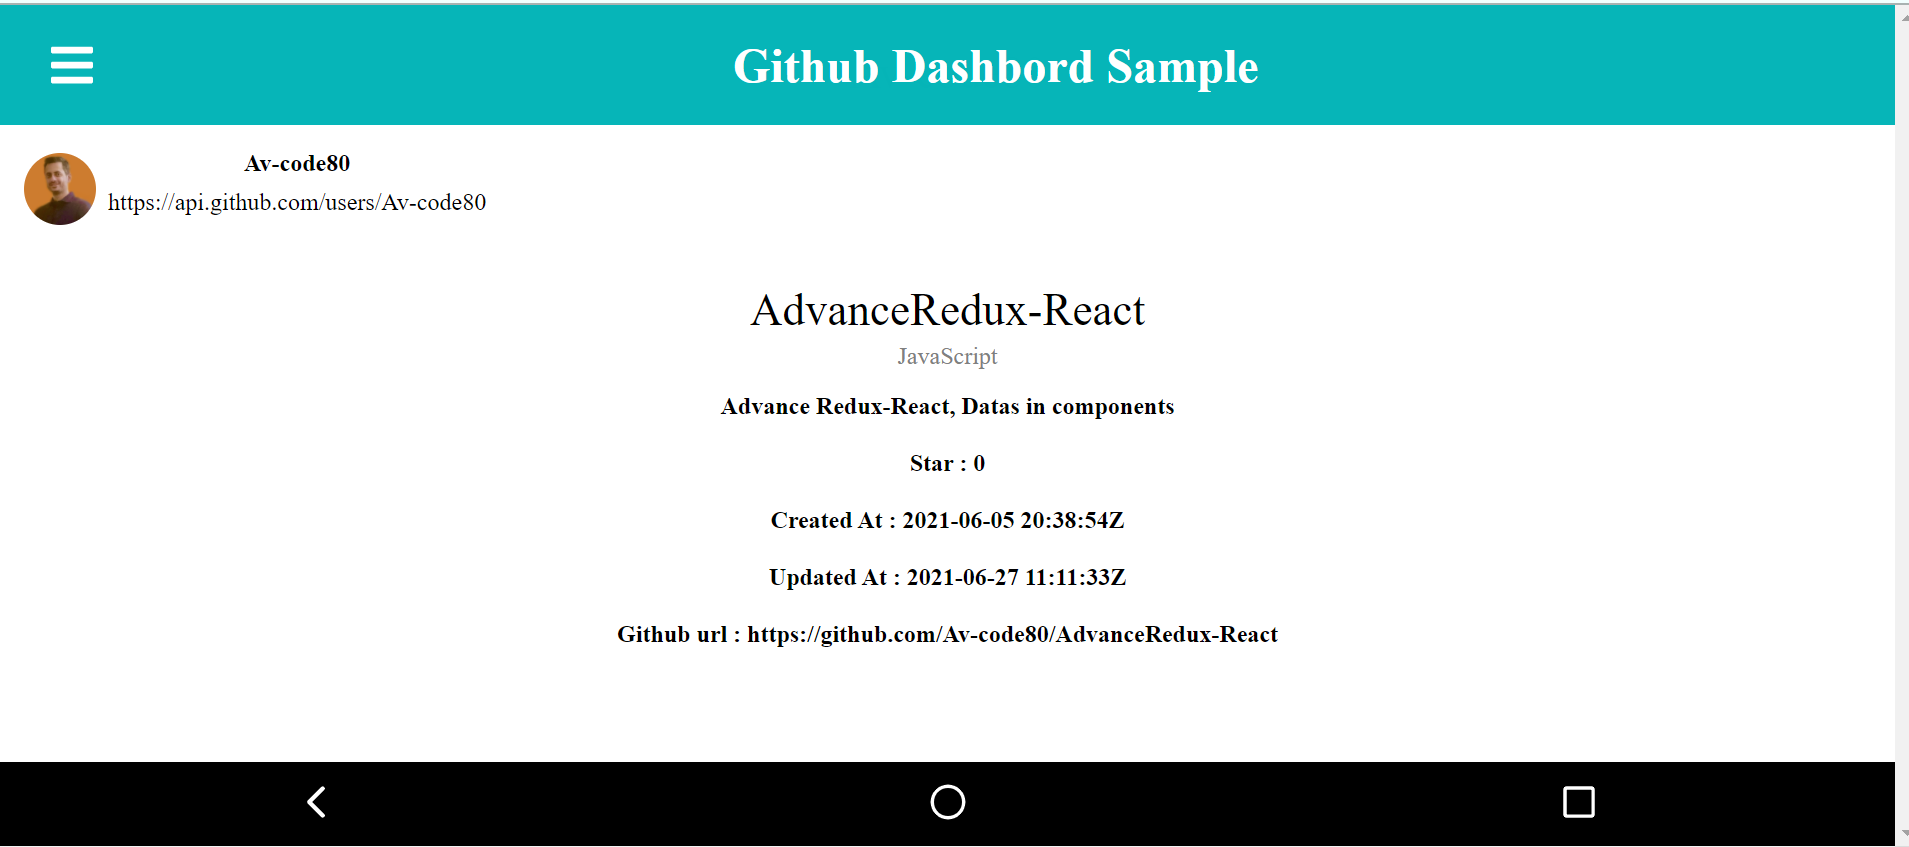 Github Dashbord Sample
Av-code80
https://api.github.com/users/Av-code80
AdvanceRedux-React
JavaScript
Advance Redux-React, Datas in components
Star : 0
Created At : 2021-06-05 20:38:54Z
Updated At : 2021-06-27 11:11:33Z
Github url : https://github.com/Av-code80/AdvanceRedux-React